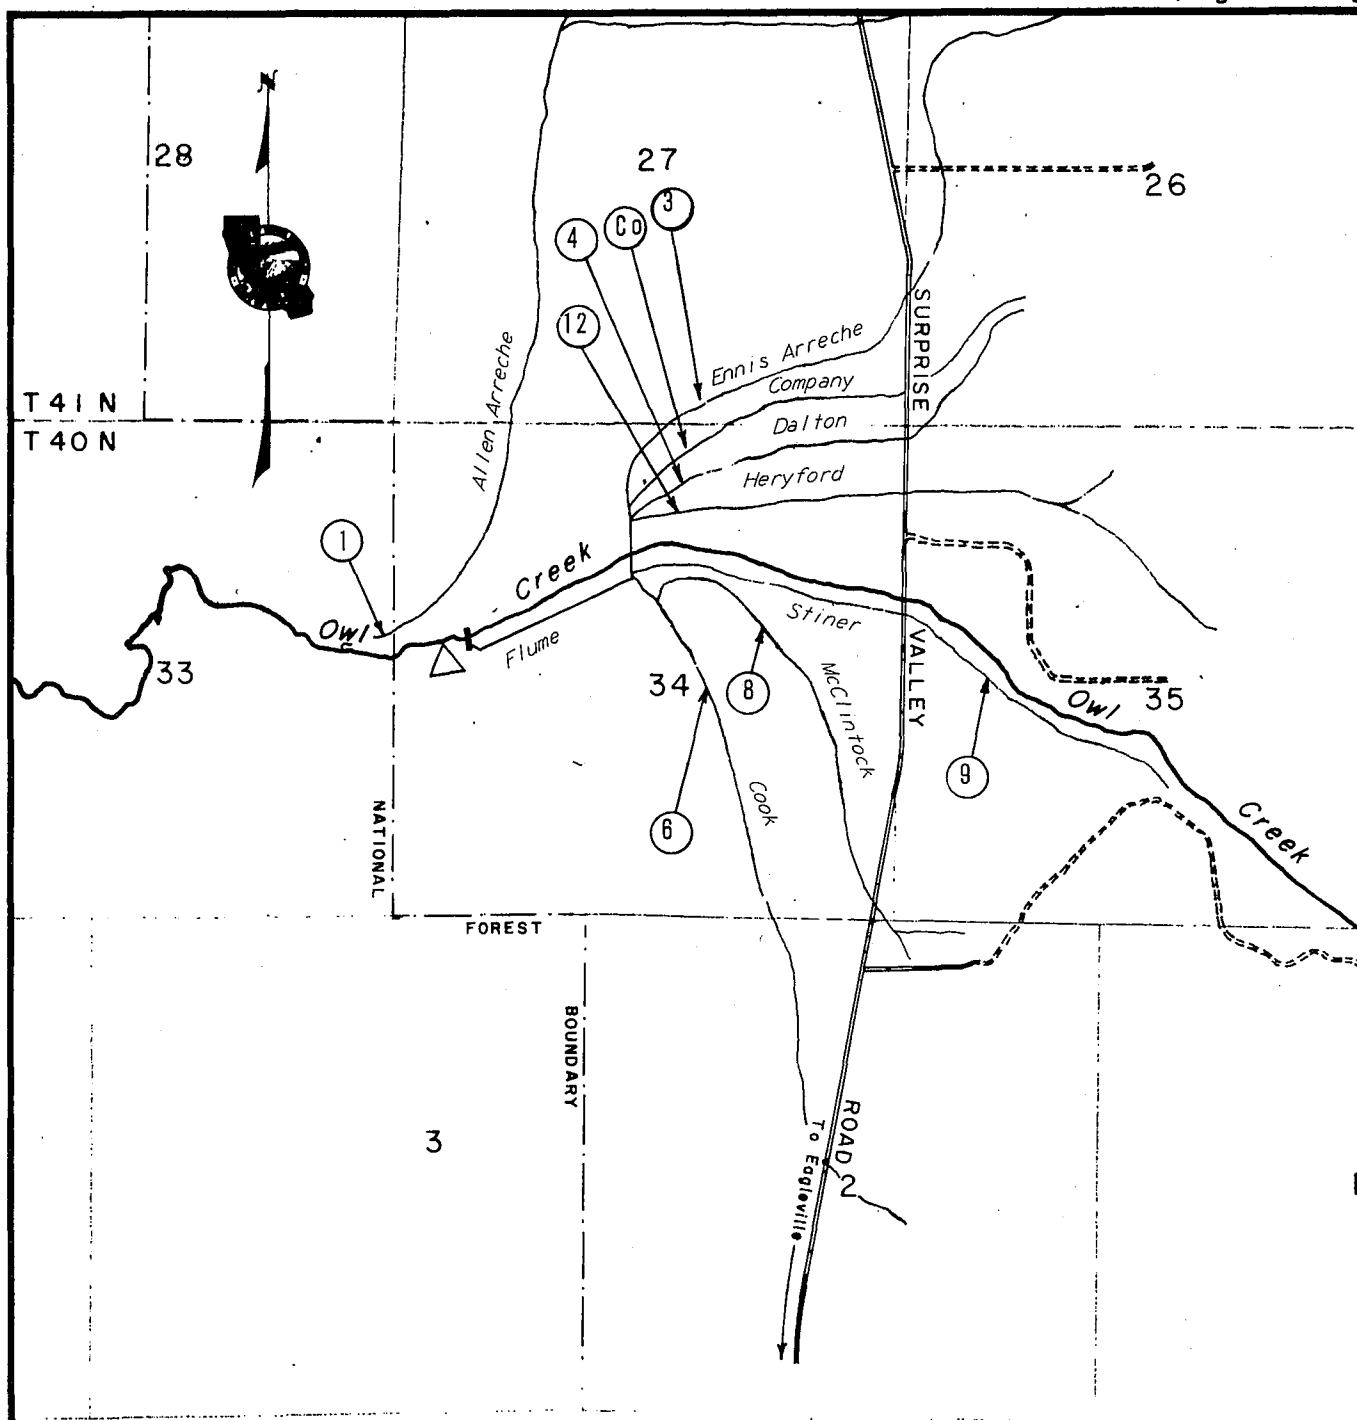 N
28
27
26
3
Co
4
12
SURPRISE
Ennis Arreche
Company
Allen Arreche
T 41 N
T 40 N
Dalton
Heryford
1
Creek
Owl
Flume
Stiner
33
34
8
VALLEY
McClintock
Owl
35
6
9
Cook
NATIONAL
Creek
FOREST
BOUNDARY
ROAD
To Eagleville
3
2